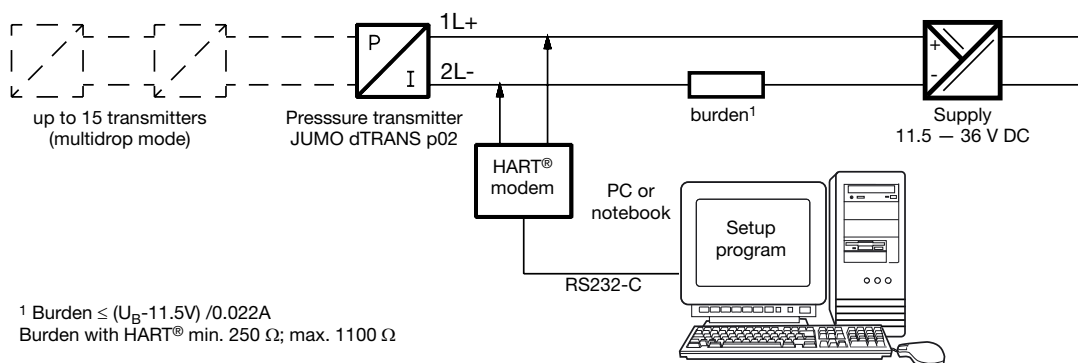 1L+
P
I
2L-
+
-
up to 15 transmitters
(multidrop mode)
Presssure transmitter
JUMO dTRANS p02
burden¹
Supply
11.5 — 36 V DC
HART®
modem
PC or
notebook
Setup
program
RS232-C
¹ Burden ≤ (U_B-11.5V) /0.022A
Burden with HART® min. 250 Ω; max. 1100 Ω